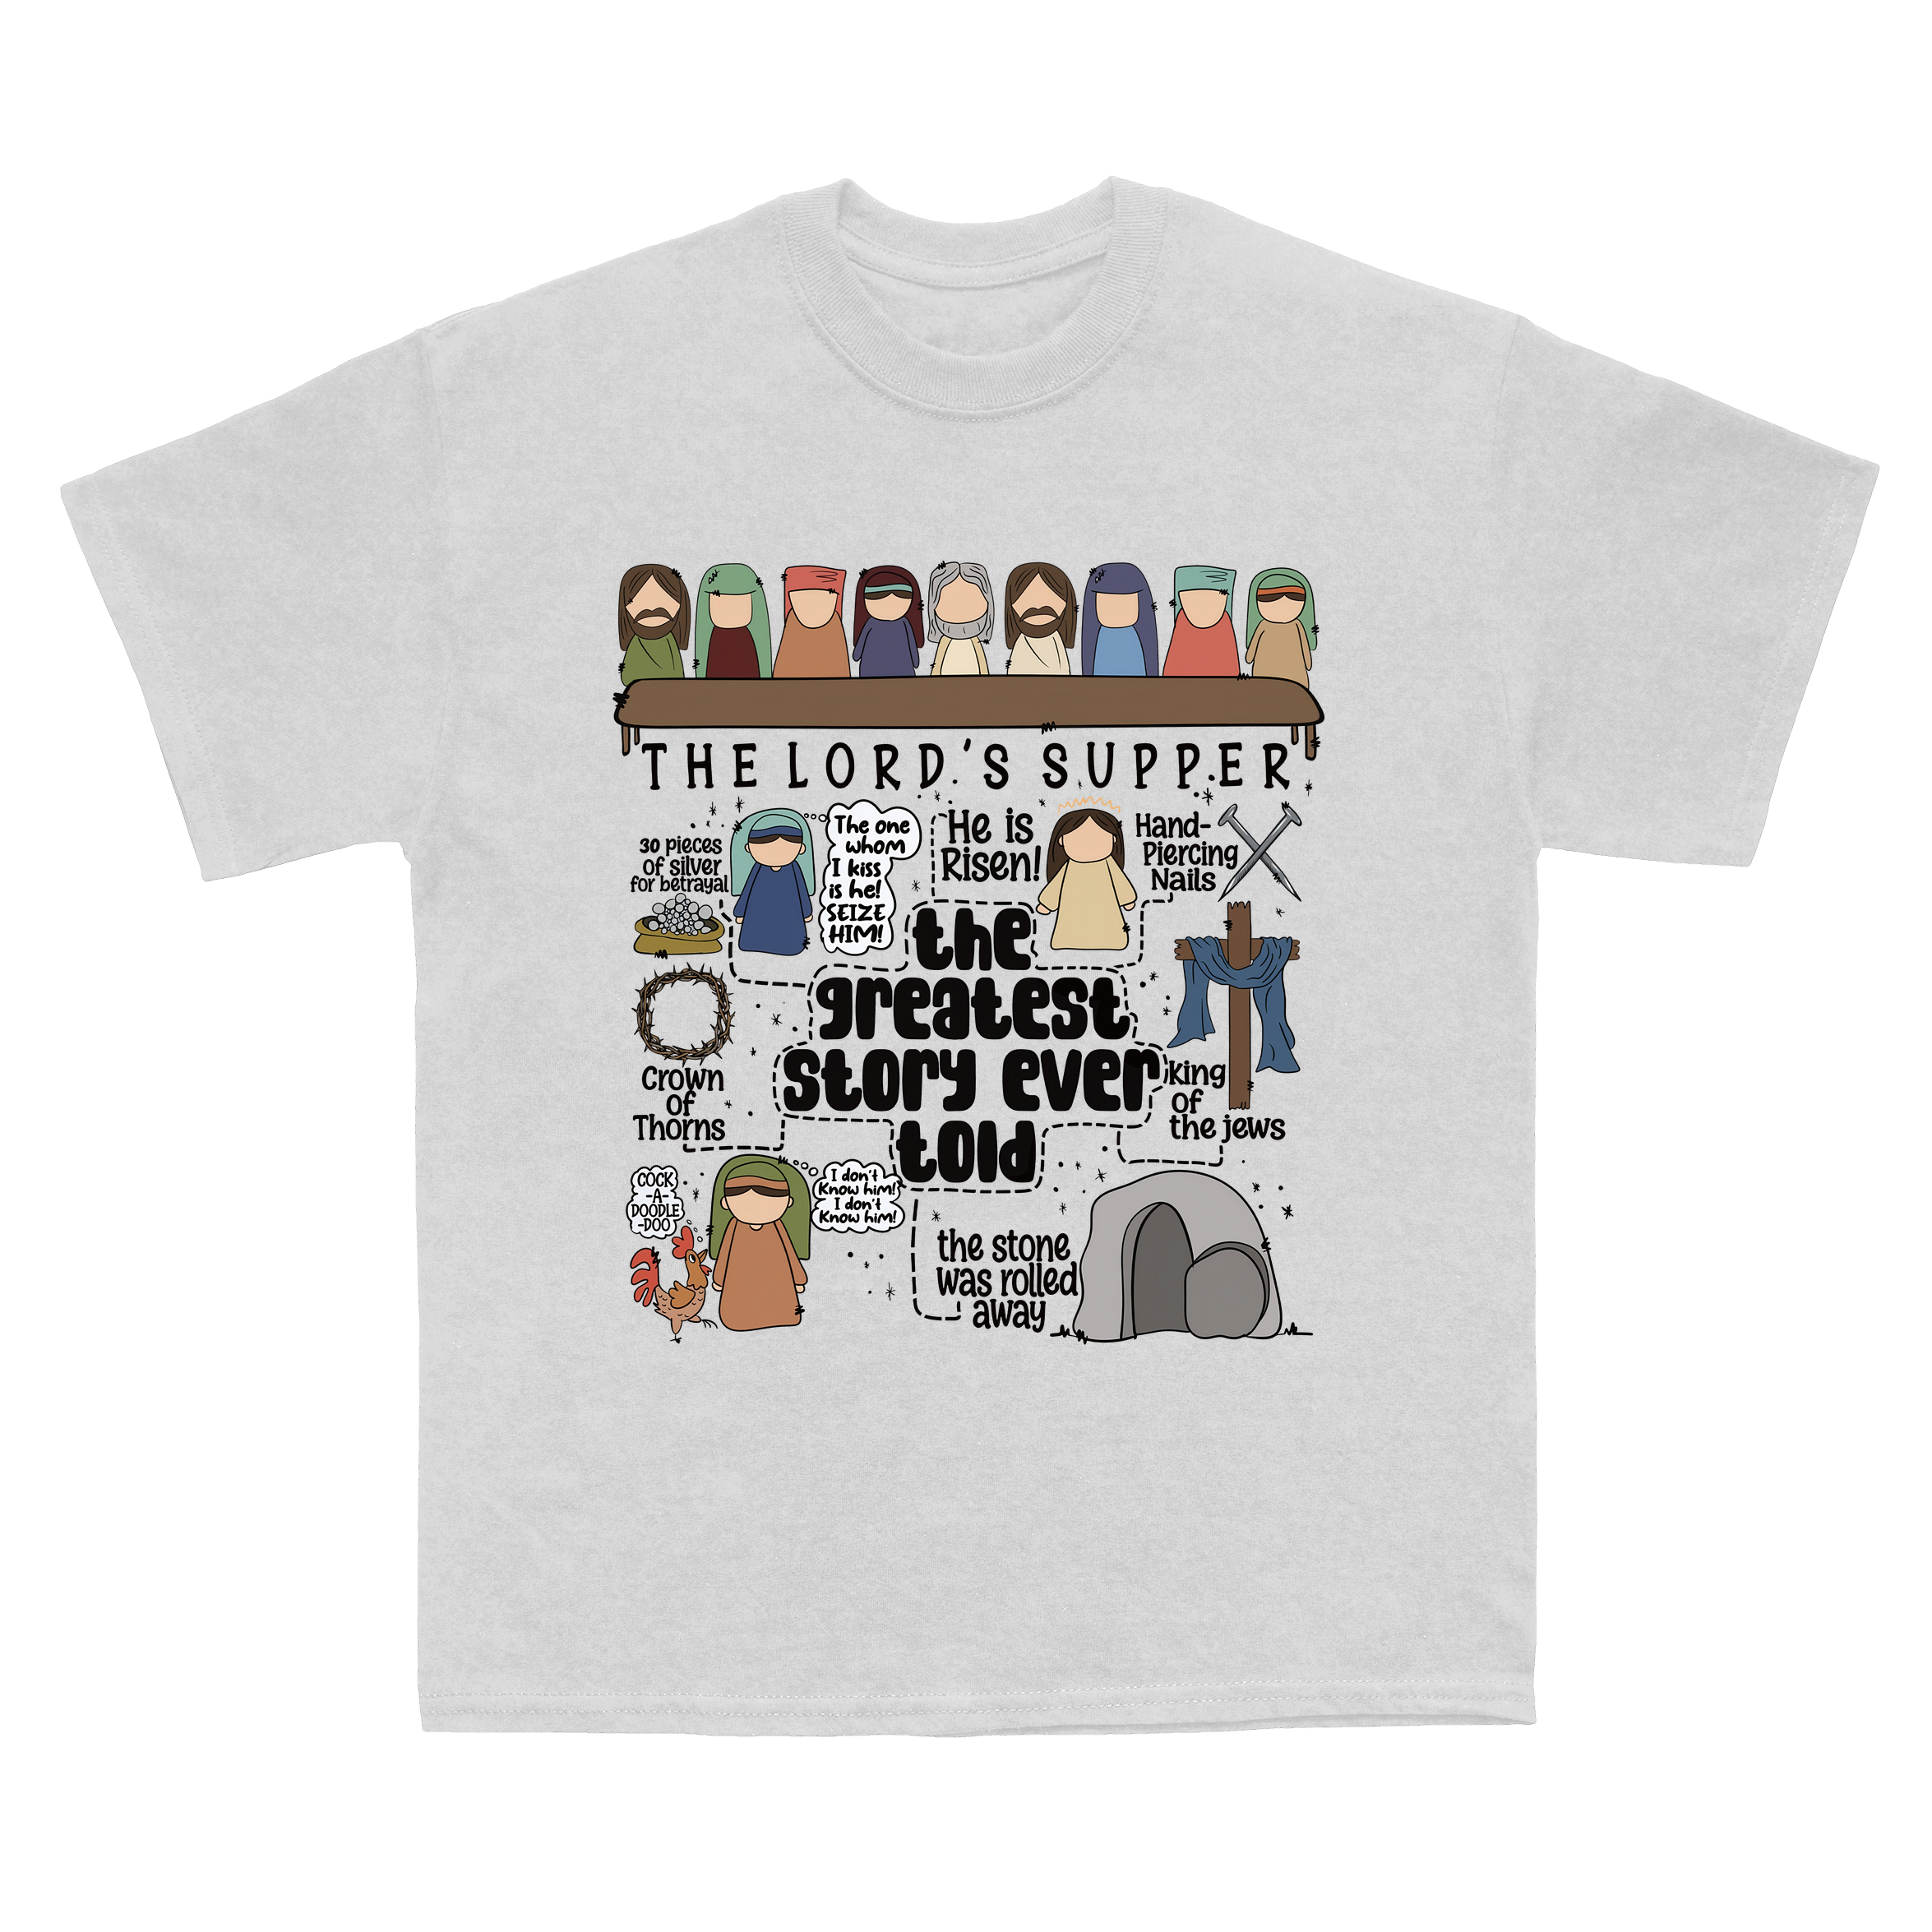 THE LORD'S SUPPER
30 pieces
of silver
for betrayal
The one
whom
I kiss
is he!
SEIZE
HIM!
He is
Risen!
Hand-
Piercing
Nails
the
greatest
story ever
told
Crown
of
Thorns
king
of
the jews
COCK
-A-
DOODLE
-DOO
I don't
Know him!
I don't
Know him!
the stone
was rolled
away